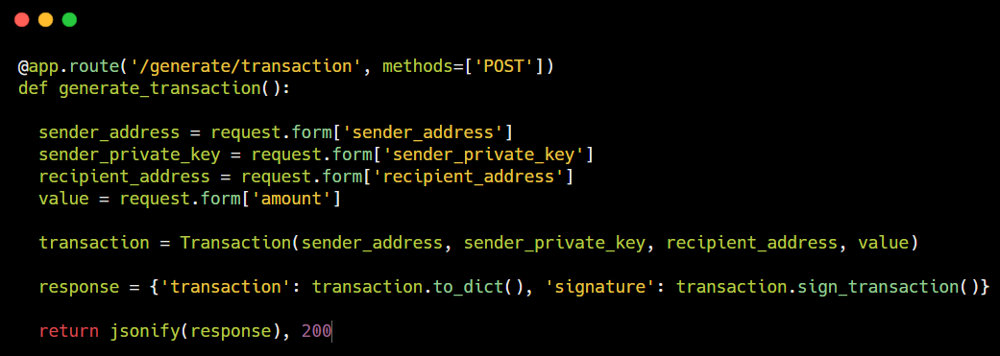 @app.route('/generate/transaction', methods=['POST'])
def generate_transaction():
  sender_address = request.form['sender_address']
  sender_private_key = request.form['sender_private_key']
  recipient_address = request.form['recipient_address']
  value = request.form['amount']
  transaction = Transaction(sender_address, sender_private_key, recipient_address, value)
  response = {'transaction': transaction.to_dict(), 'signature': transaction.sign_transaction()}
  return jsonify(response), 200